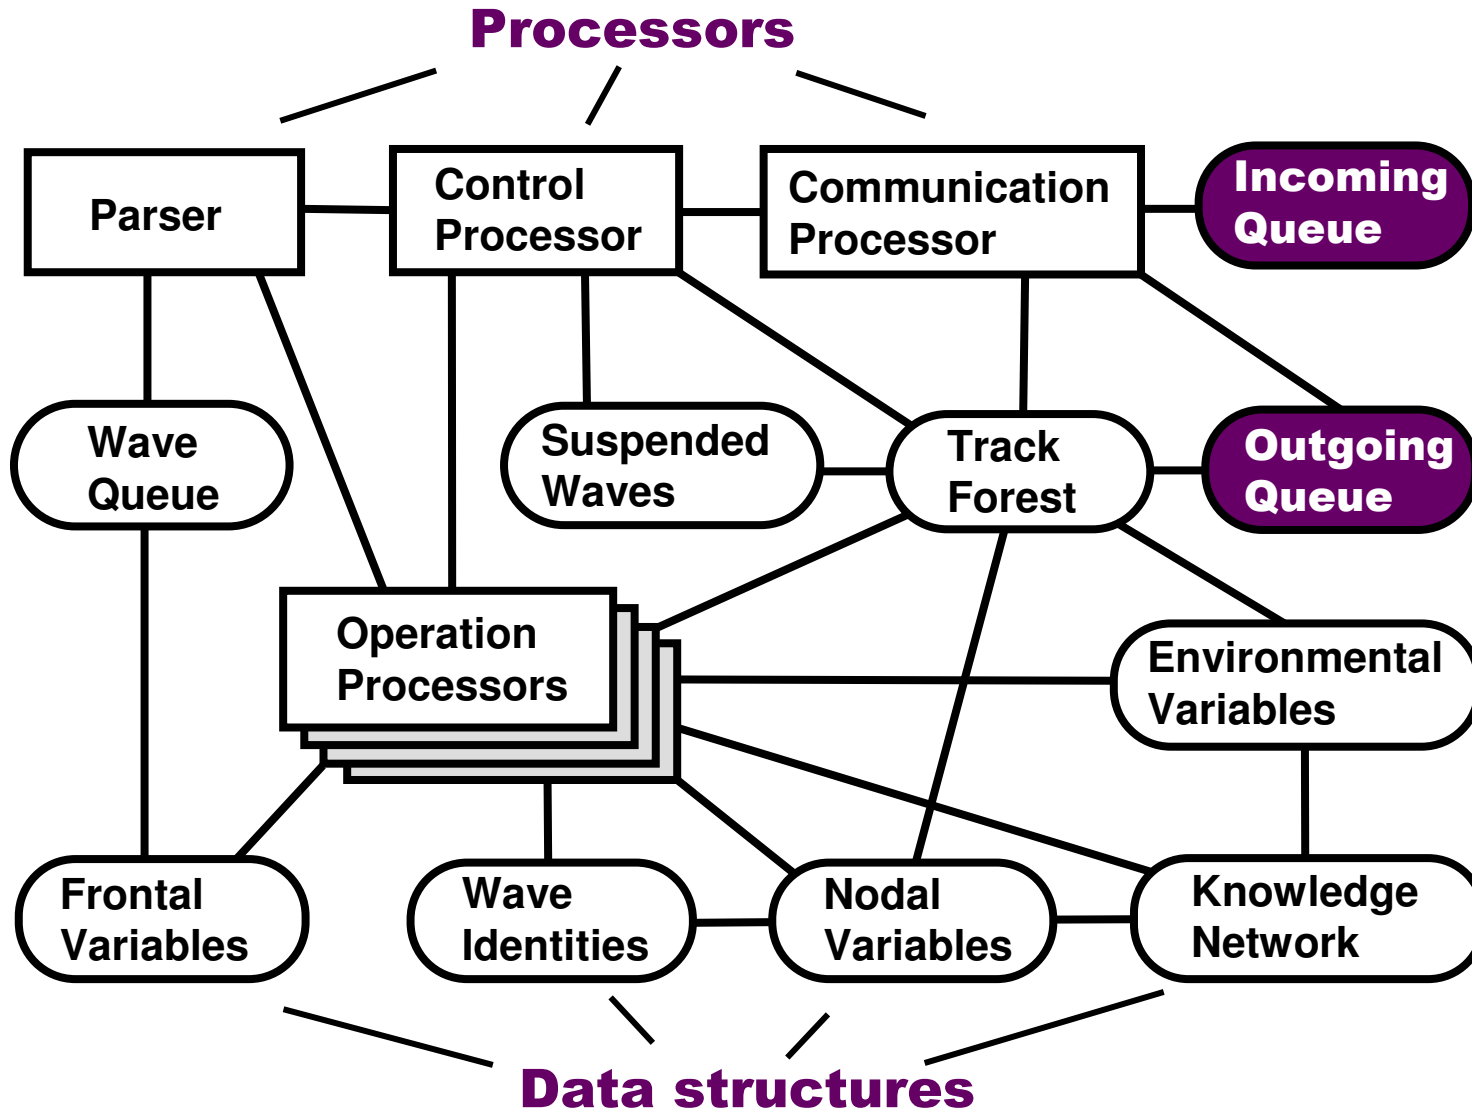 Processors
Parser
Control
Processor
Communication
Processor
Incoming
Queue
Wave
Queue
Suspended
Waves
Track
Forest
Outgoing
Queue
Operation
Processors
Environmental
Variables
Frontal
Variables
Wave
Identities
Nodal
Variables
Knowledge
Network
Data structures